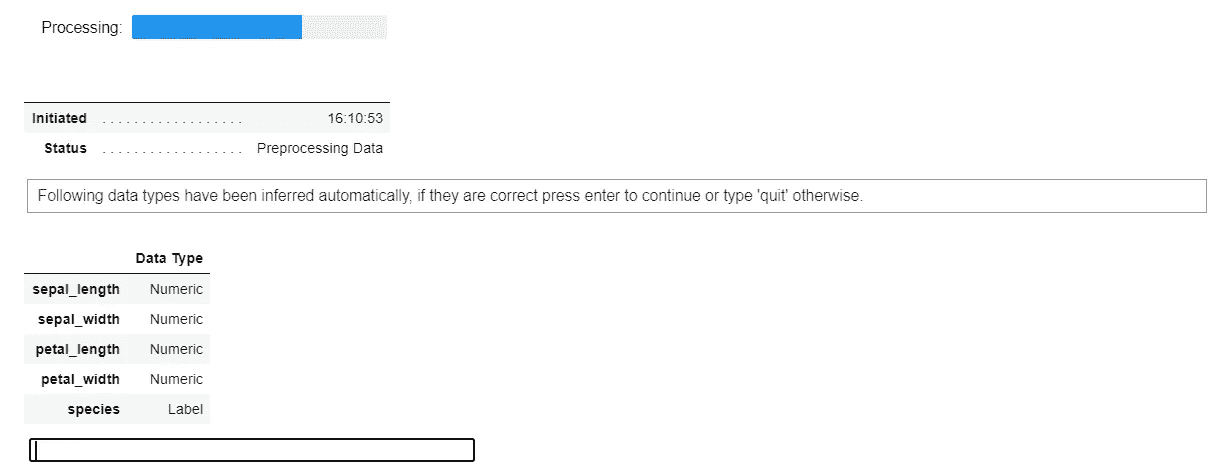 Processing:
Initiated . . . . . . . . . . . . . . . . . . 16:10:53
Status . . . . . . . . . . . . . . . . . . Preprocessing Data
Following data types have been inferred automatically, if they are correct press enter to continue or type 'quit' otherwise.
Data Type
sepal_length Numeric
sepal_width Numeric
petal_length Numeric
petal_width Numeric
species Label